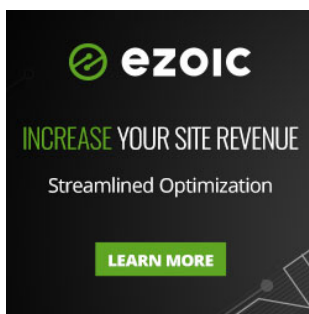 ezoic
INCREASE YOUR SITE REVENUE
Streamlined Optimization
LEARN MORE